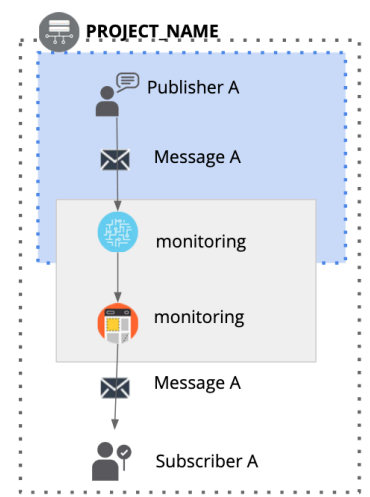 PROJECT_NAME
Publisher A
Message A
monitoring
monitoring
Message A
Subscriber A